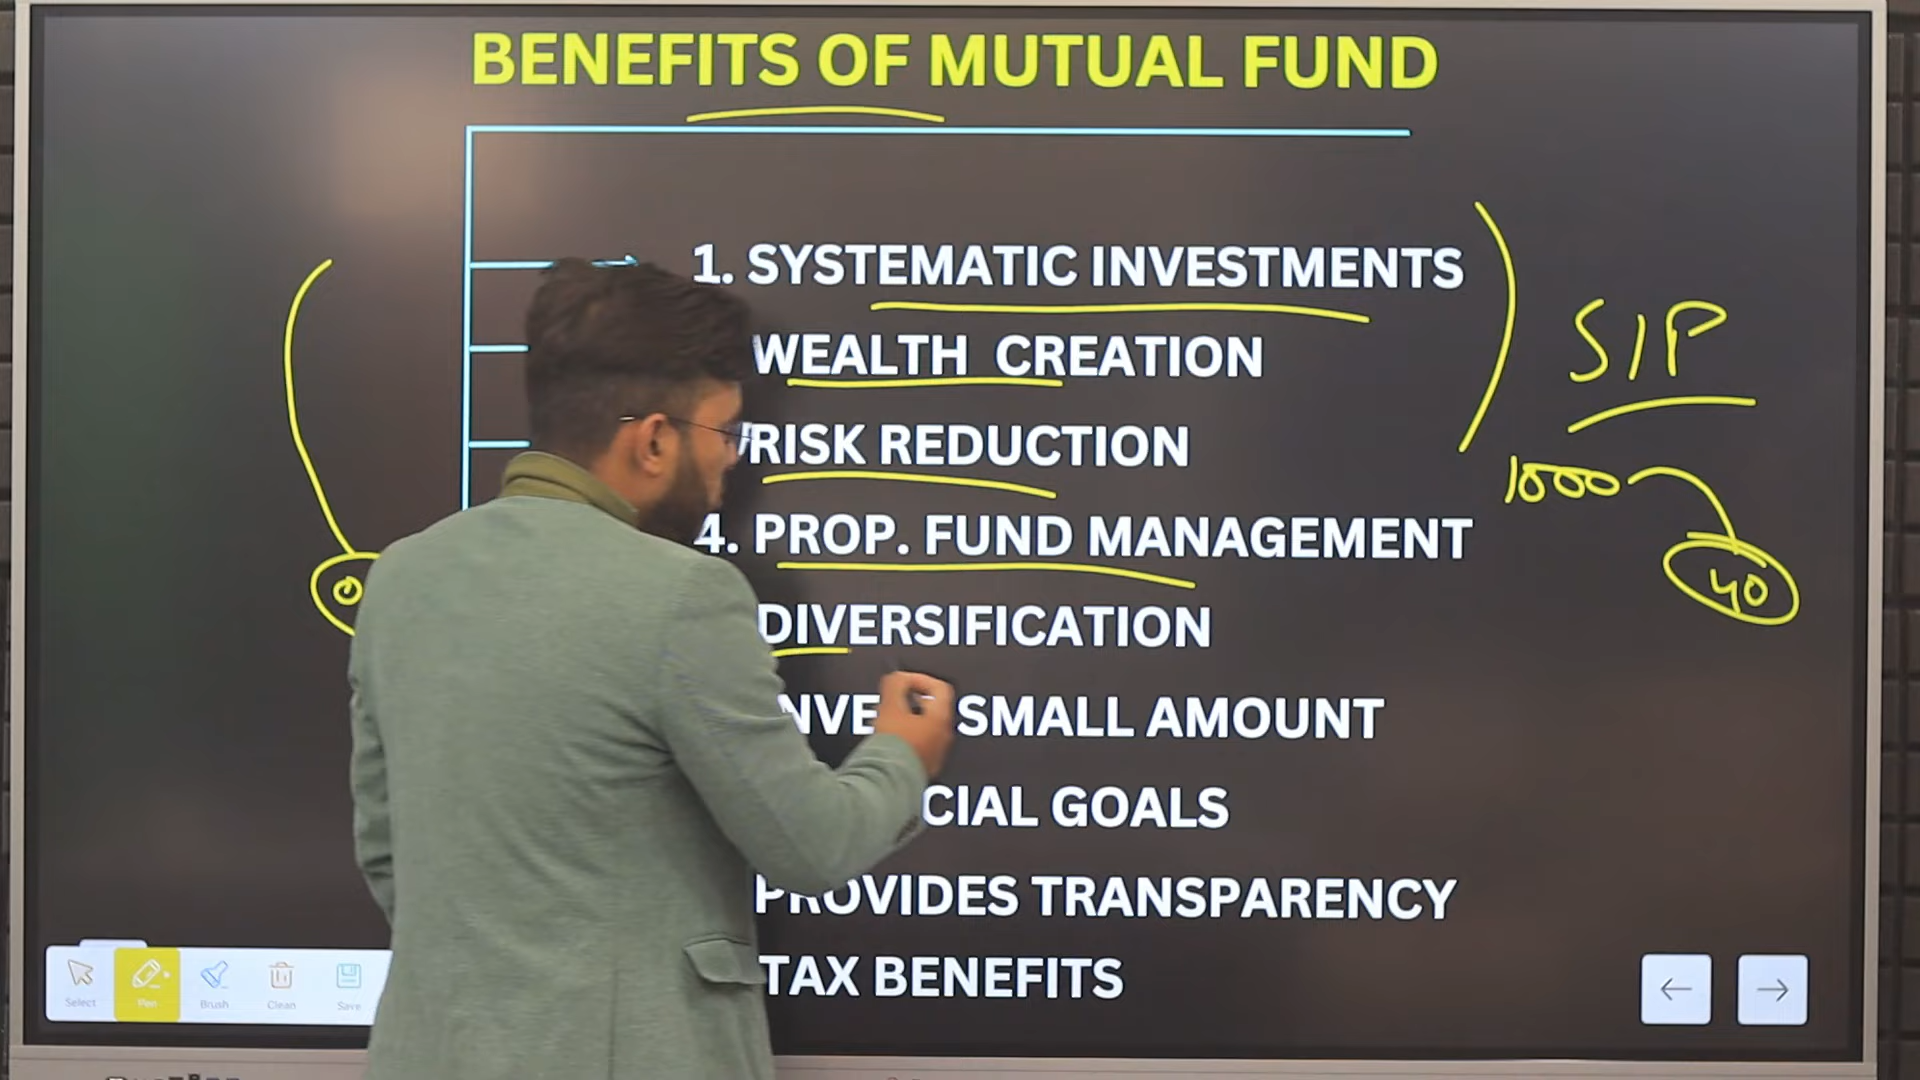 BENEFITS OF MUTUAL FUND
1. SYSTEMATIC INVESTMENTS
WEALTH CREATION
RISK REDUCTION
4. PROP. FUND MANAGEMENT
DIVERSIFICATION
SMALL AMOUNT
GOALS
PROVIDES TRANSPARENCY
TAX BENEFITS
SIP
1000
40
0
Select
Pen
Brush
Clean
Save